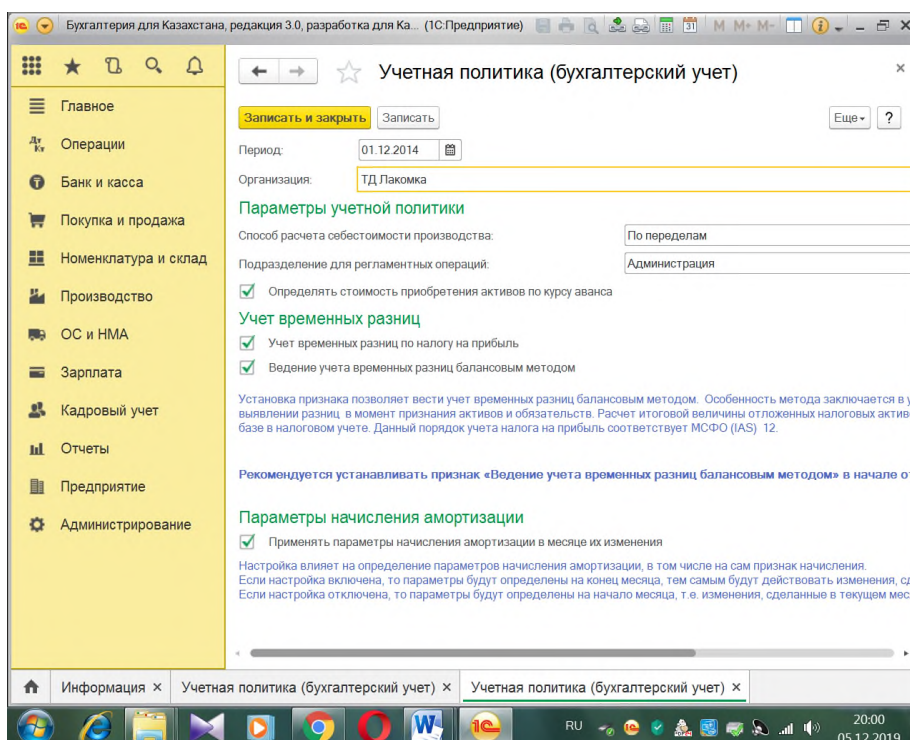 Бухгалтерия для Казахстана, редакция 3.0, разработка для Ка... (1С:Предприятие) M M+ M-
Учетная политика (бухгалтерский учет)
Главное
Операции
Банк и касса
Покупка и продажа
Номенклатура и склад
Производство
ОС и НМА
Зарплата
Кадровый учет
Отчеты
Предприятие
Администрирование
Записать и закрыть Записать Еще ?
Период: 01.12.2014
Организация: ТД Лакомка
Параметры учетной политики
Способ расчета себестоимости производства: По переделам
Подразделение для регламентных операций: Администрация
Определять стоимость приобретения активов по курсу аванса
Учет временных разниц
Учет временных разниц по налогу на прибыль
Ведение учета временных разниц балансовым методом
Установка признака позволяет вести учет временных разниц балансовым методом. Особенность метода заключается в у
выявлении разниц в момент признания активов и обязательств. Расчет итоговой величины отложенных налоговых актив
базе в налоговом учете. Данный порядок учета налога на прибыль соответствует МСФО (IAS) 12.
Рекомендуется устанавливать признак «Ведение учета временных разниц балансовым методом» в начале о
Параметры начисления амортизации
Применять параметры начисления амортизации в месяце их изменения
Настройка влияет на определение параметров начисления амортизации, в том числе на сам признак начисления.
Если настройка включена, то параметры будут определены на конец месяца, тем самым будут действовать изменения, сд
Если настройка отключена, то параметры будут определены на начало месяца, т.е. изменения, сделанные в текущем мес
Информация × Учетная политика (бухгалтерский учет) × Учетная политика (бухгалтерский учет) ×
RU 20:00
05.12.2019